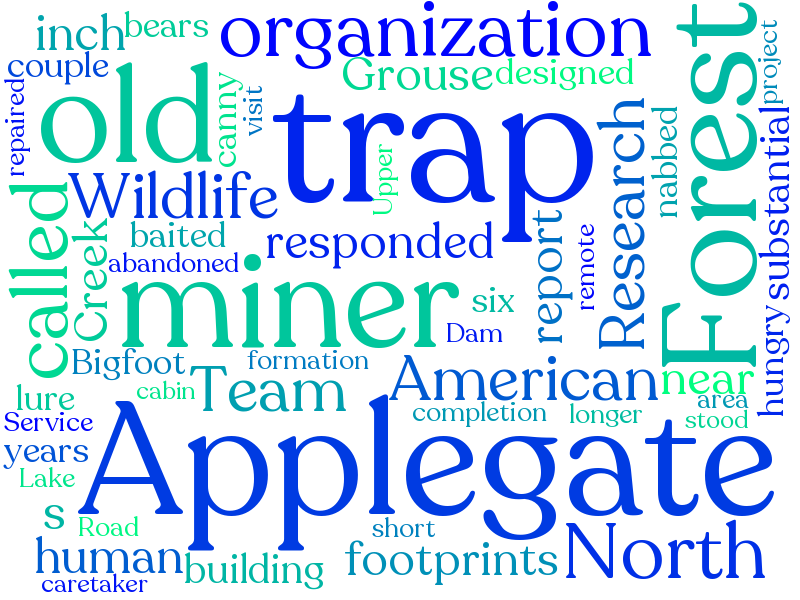 inch
bears
organization
couple
Grouse
designed
project
repaired
old
canny
visit
trap
Forest
Upper
Research
nabbed
substantial
Wildlife
called
Creek
baited
responded
abandoned
report
remote
miner
six
Dam
hungry
Bigfoot
formation
Team
cabin
American
near
lure
area
Service
completion
longer
stood
years
Applegate
Lake
s
Road
short
North
human
building
footprints
caretaker